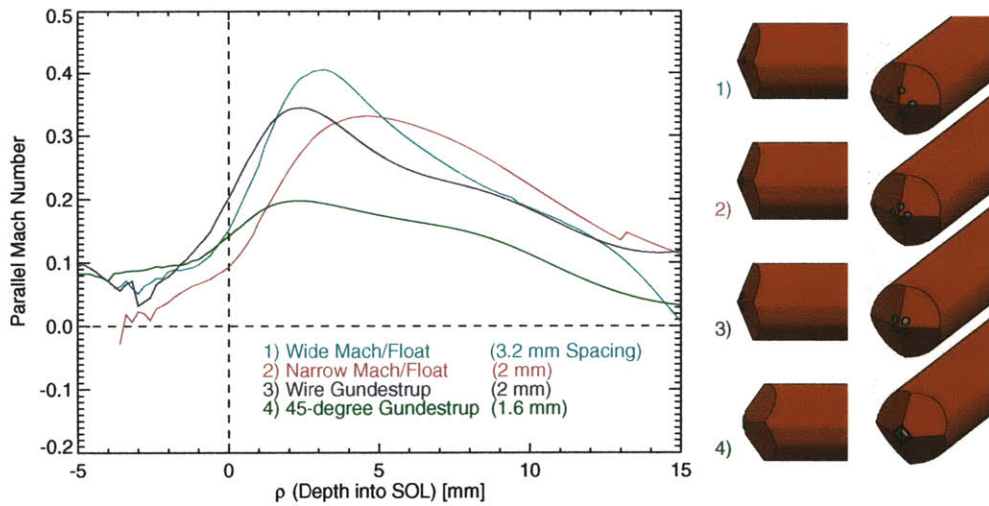 0.5
0.4
0.3
0.2
0.1
0.0
-0.1
-0.2
Parallel Mach Number
1) Wide Mach/Float (3.2 mm Spacing)
2) Narrow Mach/Float (2 mm)
3) Wire Gundestrup (2 mm)
4) 45-degree Gundestrup (1.6 mm)
-5 0 5 10 15
ρ (Depth into SOL) [mm]
1)
2)
3)
4)